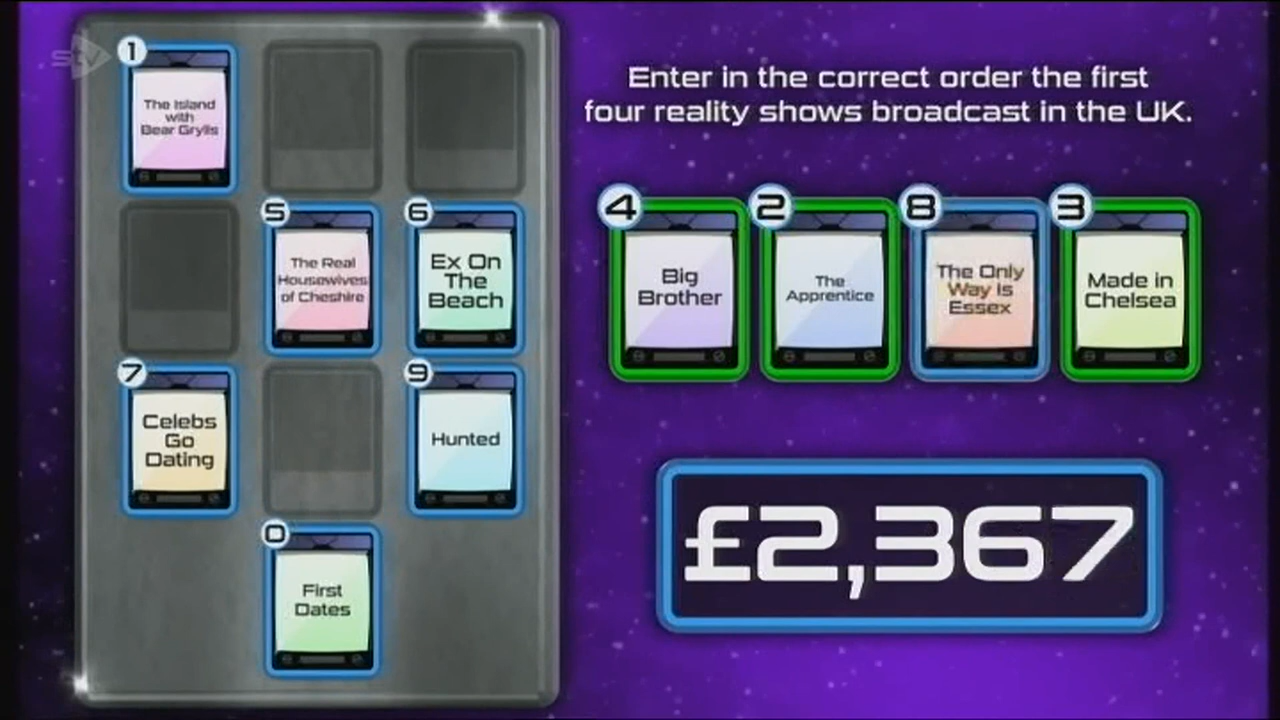 STV
1
The Island
with
Bear Grylls
5
The Real
Housewives
of Cheshire
6
Ex On
The
Beach
7
Celebs
Go
Dating
9
Hunted
0
First
Dates
Enter in the correct order the first
four reality shows broadcast in the UK.
4
Big
Brother
2
The
Apprentice
8
The Only
Way Is
Essex
3
Made in
Chelsea
£2,367